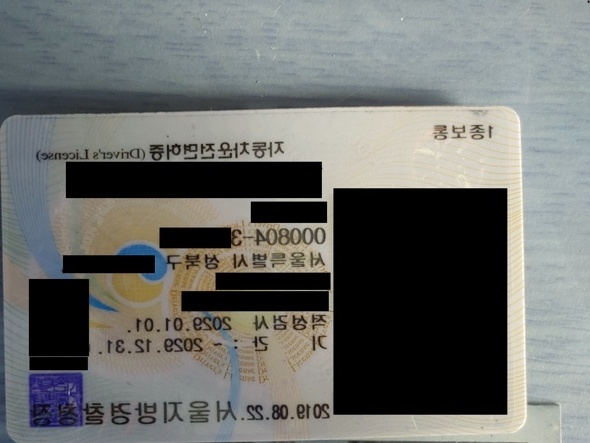 1종보통
자동차운전면허증 (Driver's License)
000804-3
서울특별시 성북구
적성검사 2029.01.01.
기 간 : ~ 2029.12.31.
2019.08.22. 서울지방경찰청장